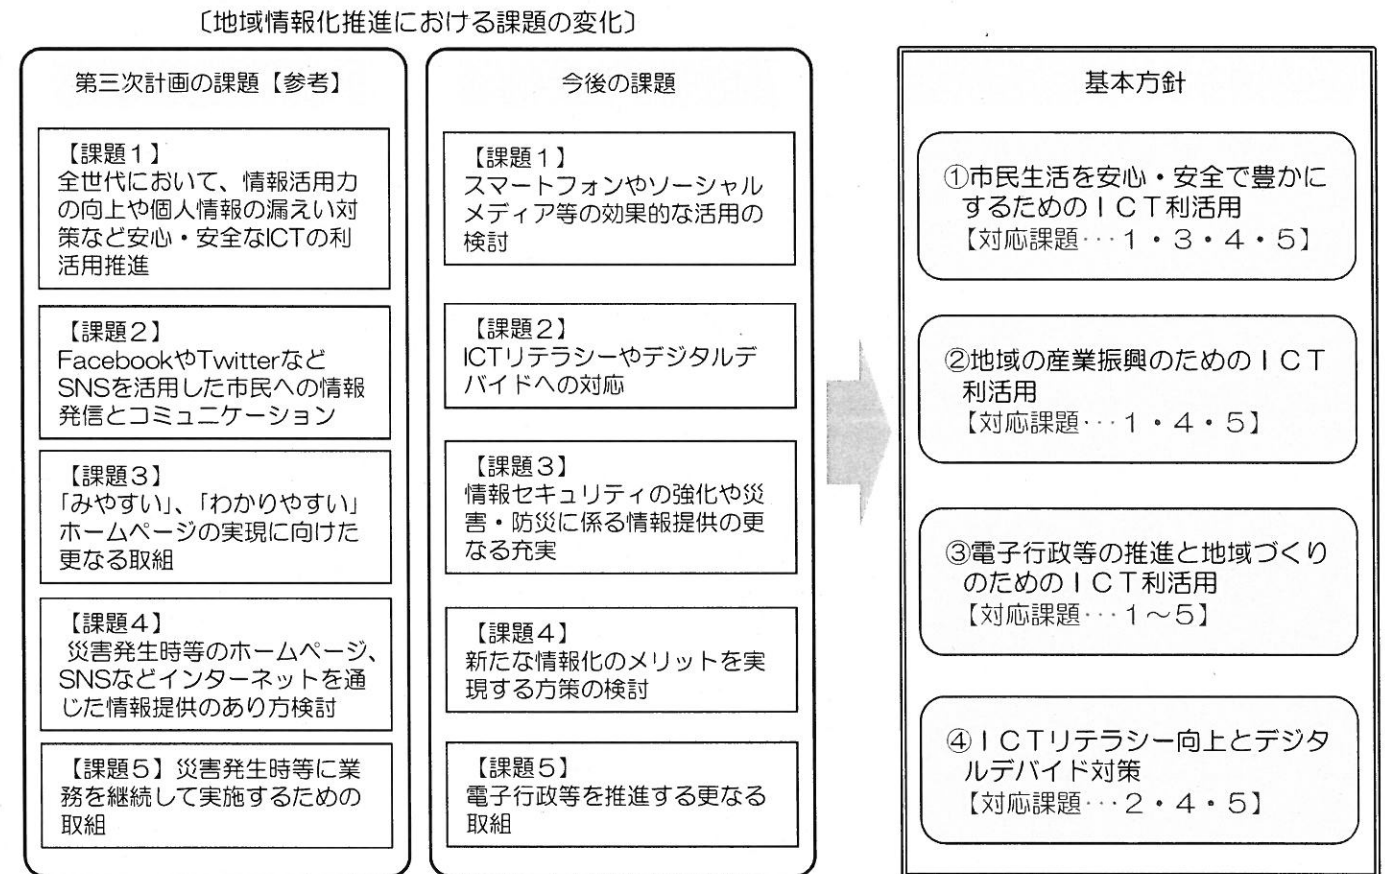 〔地域情報化推進における課題の変化〕
第三次計画の課題【参考】
【課題１】
全世代において、情報活用力
の向上や個人情報の漏えい対
策など安心・安全なICTの利
活用推進
【課題２】
FacebookやTwitterなど
SNSを活用した市民への情報
発信とコミュニケーション
【課題３】
「みやすい」、「わかりやすい」
ホームページの実現に向けた
更なる取組
【課題４】
災害発生時等のホームページ、
SNSなどインターネットを通
じた情報提供のあり方検討
【課題５】災害発生時等に業
務を継続して実施するための
取組
今後の課題
【課題１】
スマートフォンやソーシャル
メディア等の効果的な活用の
検討
【課題２】
ICTリテラシーやデジタルデ
バイドへの対応
【課題３】
情報セキュリティの強化や災
害・防災に係る情報提供の更
なる充実
【課題４】
新たな情報化のメリットを実
現する方策の検討
【課題５】
電子行政等を推進する更なる
取組
基本方針
①市民生活を安心・安全で豊かに
するためのＩＣＴ利活用
【対応課題…１・３・４・５】
②地域の産業振興のためのＩＣＴ
利活用
【対応課題…１・４・５】
③電子行政等の推進と地域づくり
のためのＩＣＴ利活用
【対応課題…１～５】
④ＩＣＴリテラシー向上とデジタ
ルデバイド対策
【対応課題…２・４・５】